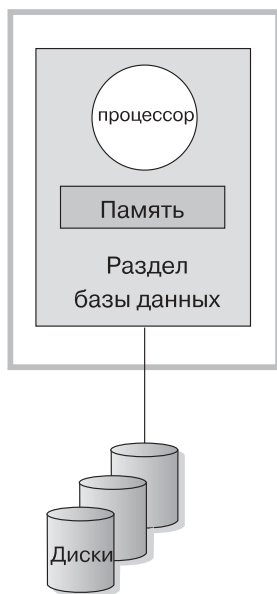 процессор
Память
Раздел
базы данных
Диски